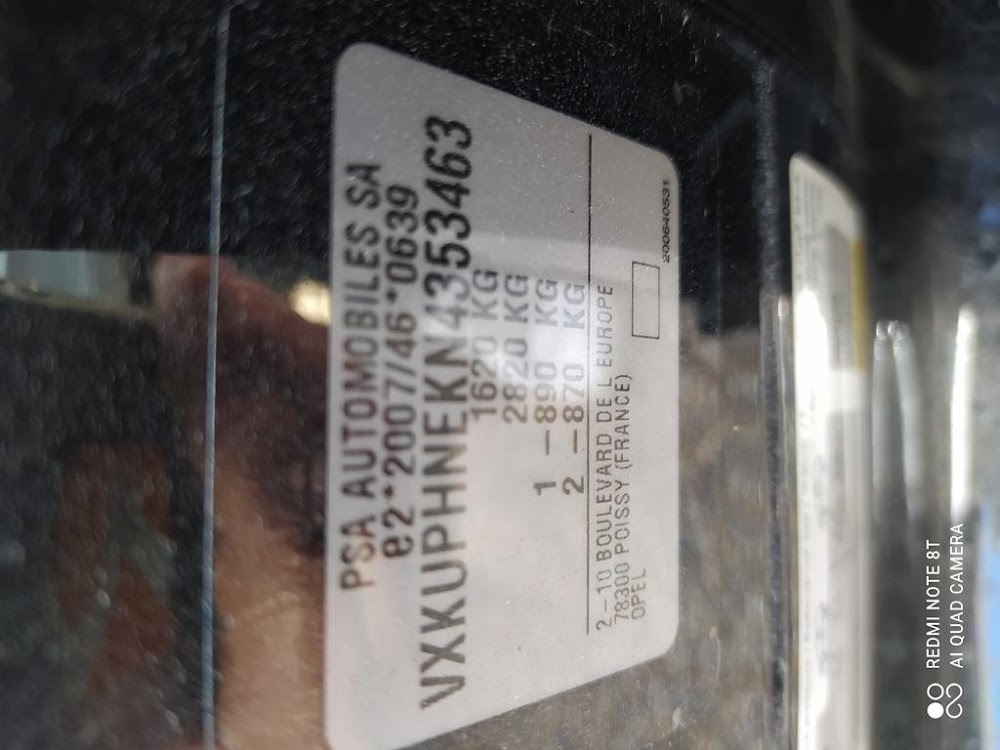 PSA AUTOMOBILES SA
e2*2007/46*0639
VXKUPHNEKN4353463
1620 KG
2820 KG
1 -890 KG
2 -870 KG
2-10 BOULEVARD DE L EUROPE
78300 POISSY (FRANCE)
OPEL
200640531
REDMI NOTE 8T
AI QUAD CAMERA